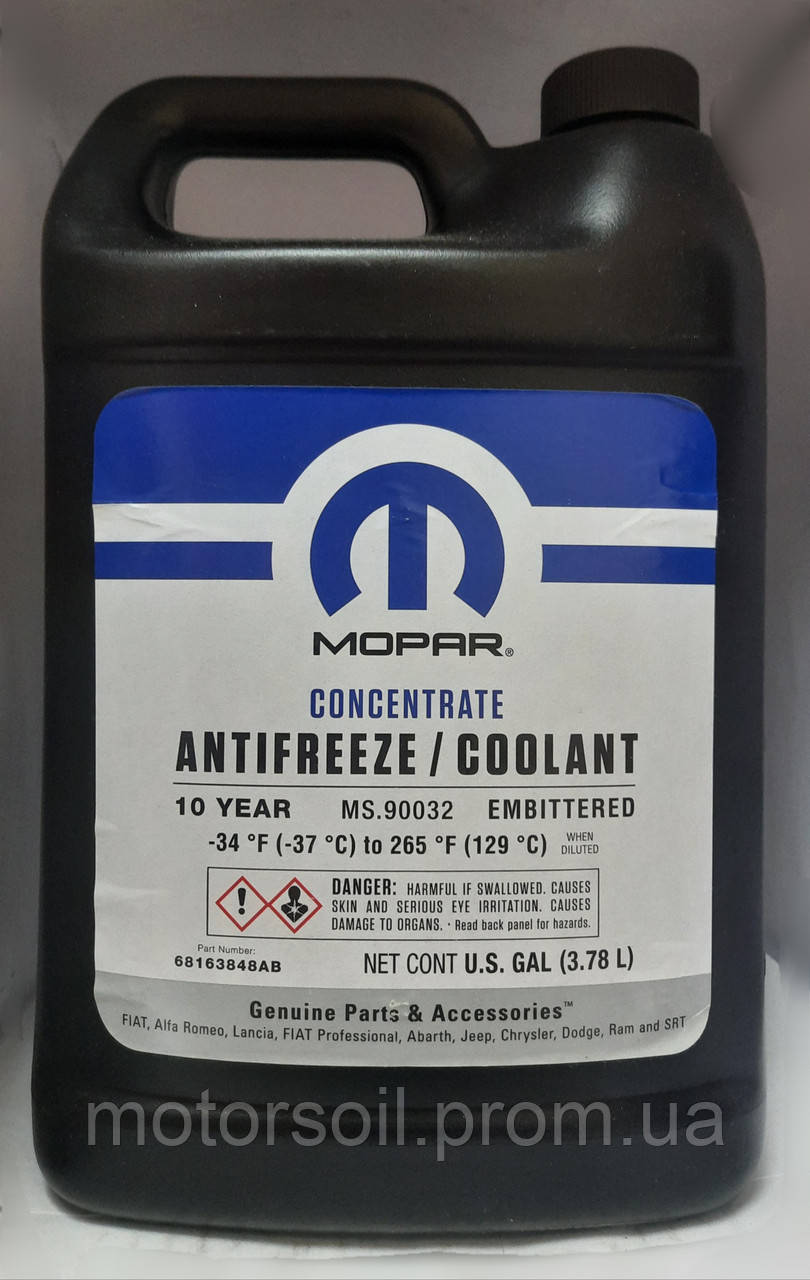 MOPAR®
CONCENTRATE
ANTIFREEZE / COOLANT
10 YEAR MS.90032 EMBITTERED
-34 °F (-37 °C) to 265 °F (129 °C) WHEN DILUTED
DANGER: HARMFUL IF SWALLOWED. CAUSES
SKIN AND SERIOUS EYE IRRITATION. CAUSES
DAMAGE TO ORGANS. · Read back panel for hazards.
Part Number:
68163848AB
NET CONT U.S. GAL (3.78 L)
Genuine Parts & Accessories™
FIAT, Alfa Romeo, Lancia, FIAT Professional, Abarth, Jeep, Chrysler, Dodge, Ram and SRT
motorsoil.prom.ua